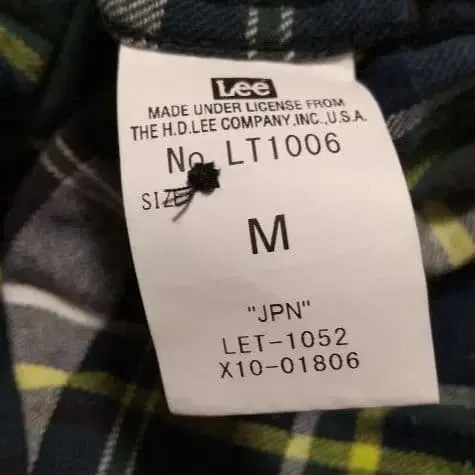 Lee
MADE UNDER LICENSE FROM
THE H.D.LEE COMPANY,INC.,U.S.A.
No. LT1006
SIZE
M
"JPN"
LET-1052
X10-01806